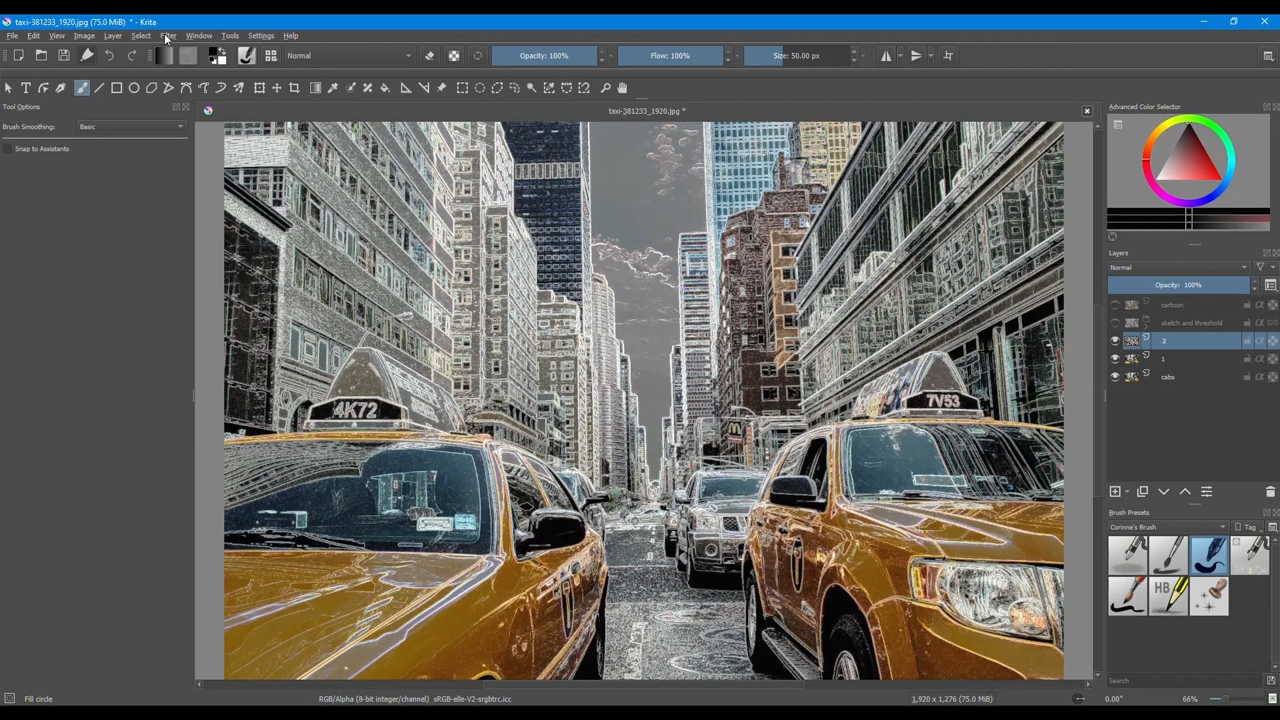 taxi-381233_1920.jpg (75.0 MiB) * - Krita
File Edit View Image Layer Select Filter Window Tools Settings Help
Normal
Opacity: 100%
Flow: 100%
Size: 50.00 px
Tool Options
taxi-381233_1920.jpg *
Advanced Color Selector
Brush Smoothing: Basic
Snap to Assistants
4K72
7V53
Layers
Normal
Opacity: 100%
cartoon
sketch and threshold
2
1
cabs
Brush Presets
Corinne's Brush
Tag
HB
Search
Fill circle
RGB/Alpha (8-bit integer/channel) sRGB-elle-V2-srgbtrc.icc
1,920 x 1,276 (75.0 MiB)
0.00°
66%